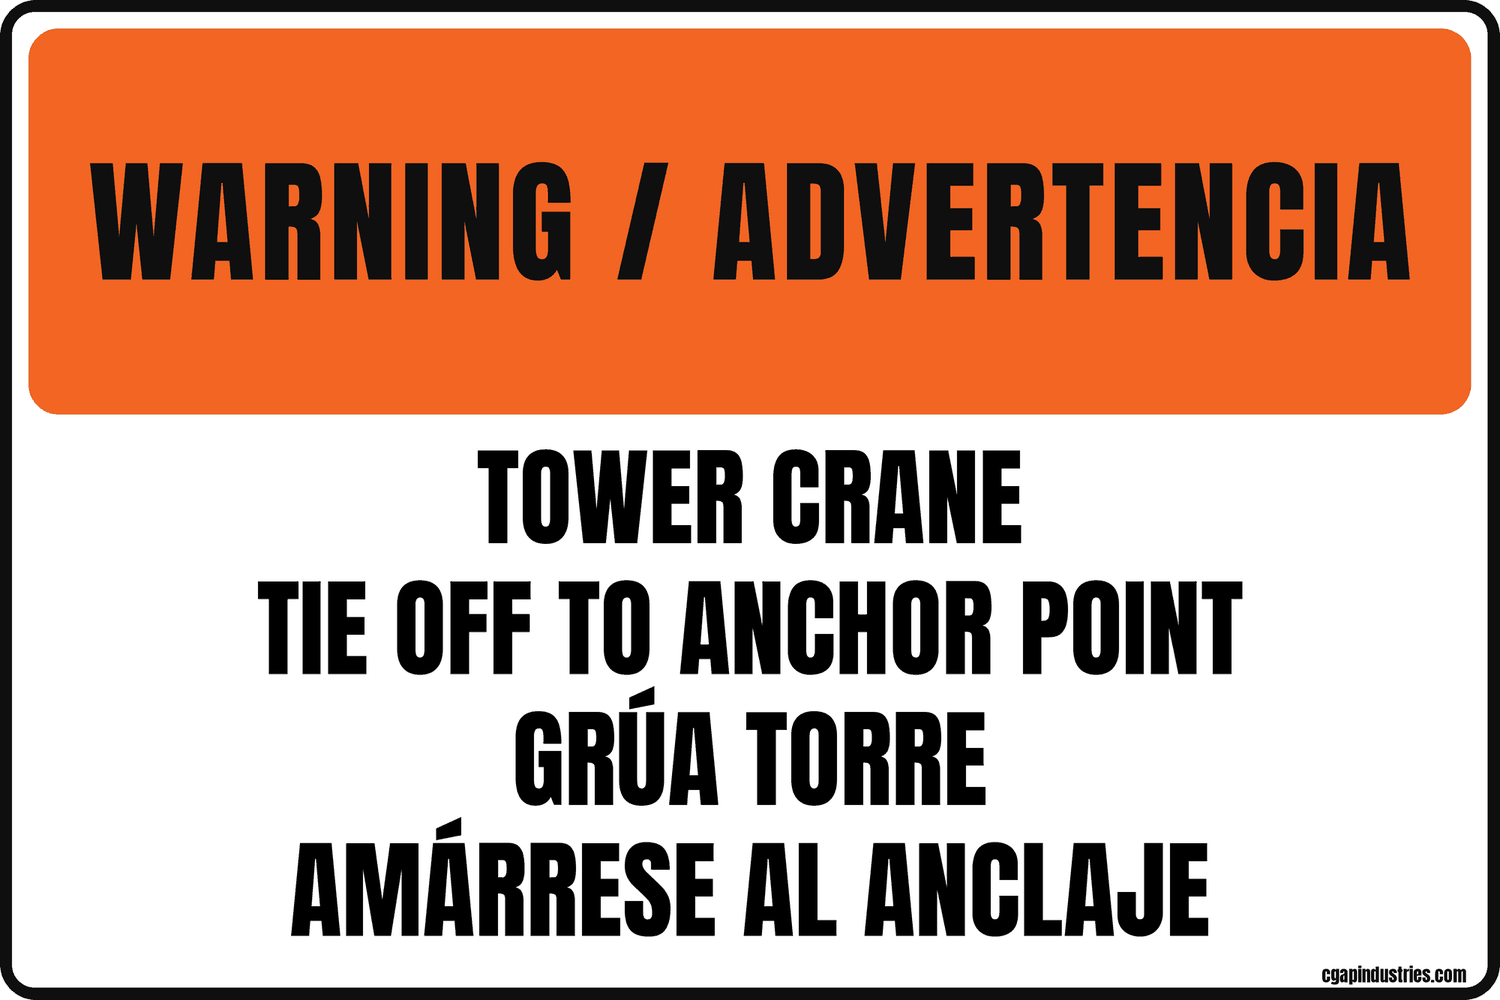 WARNING / ADVERTENCIA
TOWER CRANE
TIE OFF TO ANCHOR POINT
GRÚA TORRE
AMÁRRESE AL ANCLAJE
cgapindustries.com